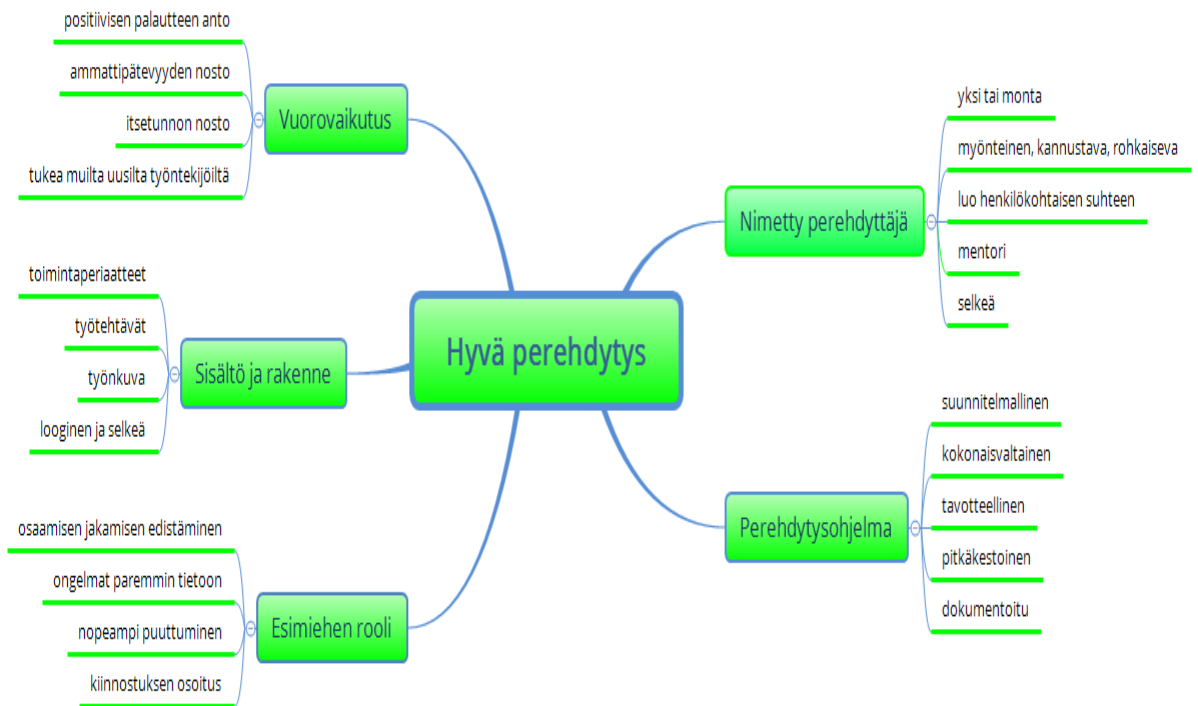 positiivisen palautteen anto
ammattipätevyyden nosto
itsetunnon nosto
tukea muilta uusilta työntekijöiltä
Vuorovaikutus
toimintaperiaatteet
työtehtävät
työnkuva
looginen ja selkeä
Sisältö ja rakenne
osaamisen jakamisen edistäminen
ongelmat paremmin tietoon
nopeampi puuttuminen
kiinnostuksen osoitus
Esimiehen rooli
Hyvä perehdytys
Nimetty perehdyttäjä
yksi tai monta
myönteinen, kannustava, rohkaiseva
luo henkilökohtaisen suhteen
mentori
selkeä
Perehdytysohjelma
suunnitelmallinen
kokonaisvaltainen
tavotteellinen
pitkäkestoinen
dokumentoitu